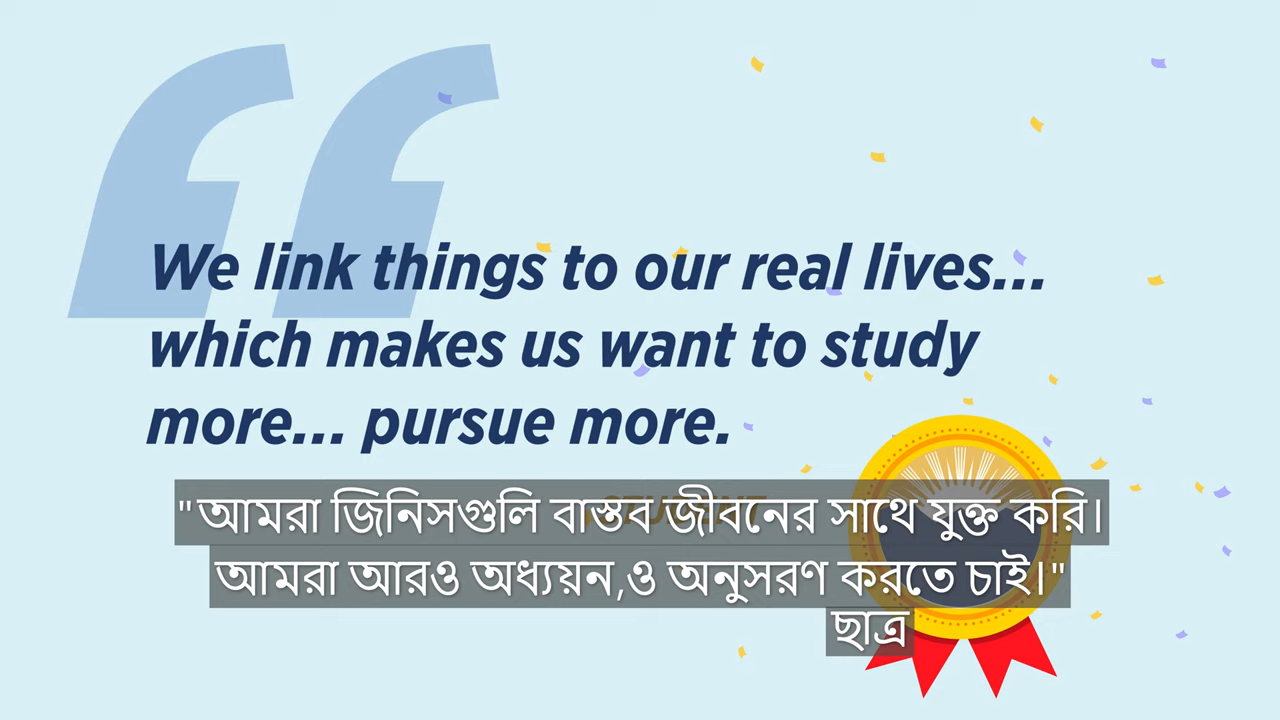 We link things to our real lives...
which makes us want to study
more... pursue more.
STUDENT
"আমরা জিনিসগুলি বাস্তব জীবনের সাথে যুক্ত করি।
আমরা আরও অধ্যয়ন,ও অনুসরণ করতে চাই।"
ছাত্র